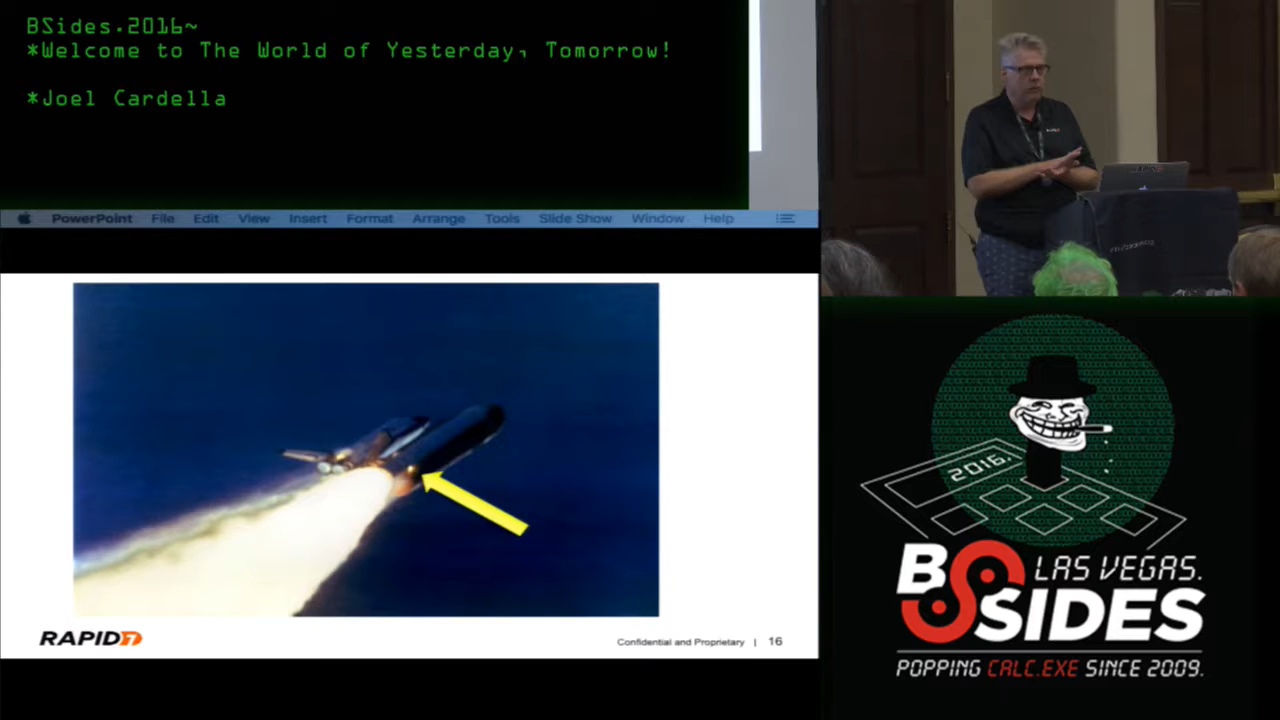 BSides.2016~
*Welcome to The World of Yesterday, Tomorrow!
*Joel Cardella
PowerPoint File Edit View Insert Format Arrange Tools Slide Show Window Help
RAPID7
Confidential and Proprietary | 16
2016.
BSIDES
LAS VEGAS.
POPPING CALC.EXE SINCE 2009.